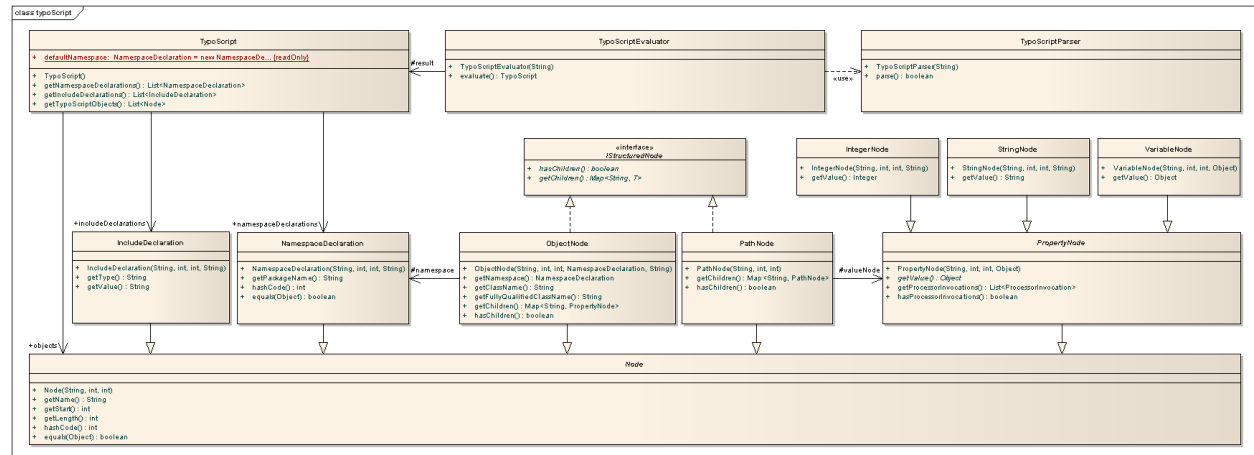 class typoScript
TypoScript
+ defaultNamespace: NamespaceDeclaration = new NamespaceDe... {readOnly}
+ TypoScript()
+ getNamespaceDeclarations() : List<NamespaceDeclaration>
+ getIncludeDeclarations() : List<IncludeDeclaration>
+ getTypoScriptObjects() : List<Node>
#result
TypoScriptEvaluator
+ TypoScriptEvaluator(String)
+ evaluate() : TypoScript
«use»
TypoScriptParser
+ TypoScriptParser(String)
+ parse() : boolean
«interface»
IStructuredNode
+ hasChildren() : boolean
+ getChildren() : Map<String, T>
IntegerNode
+ IntegerNode(String, int, int, String)
+ getValue() : Integer
StringNode
+ StringNode(String, int, int, String)
+ getValue() : String
VariableNode
+ VariableNode(String, int, int, Object)
+ getValue() : Object
+includeDeclarations
+namespaceDeclarations
IncludeDeclaration
+ IncludeDeclaration(String, int, int, String)
+ getType() : String
+ getValue() : String
NamespaceDeclaration
+ NamespaceDeclaration(String, int, int, String)
+ getPackageName() : String
+ hashCode() : int
+ equals(Object) : boolean
#namespace
ObjectNode
+ ObjectNode(String, int, int, NamespaceDeclaration, String)
+ getNamespace() : NamespaceDeclaration
+ getClassName() : String
+ getFullyQualifiedClassName() : String
+ getChildren() : Map<String, PropertyNode>
+ hasChildren() : boolean
PathNode
+ PathNode(String, int, int)
+ getChildren() : Map<String, PathNode>
+ hasChildren() : boolean
#valueNode
PropertyNode
+ PropertyNode(String, int, int, Object)
+ getValue() : Object
+ getProcessorInvocations() : List<ProcessorInvocation>
+ hasProcessorInvocations() : boolean
+objects
Node
+ Node(String, int, int)
+ getName() : String
+ getStart() : int
+ getLength() : int
+ hashCode() : int
+ equals(Object) : boolean